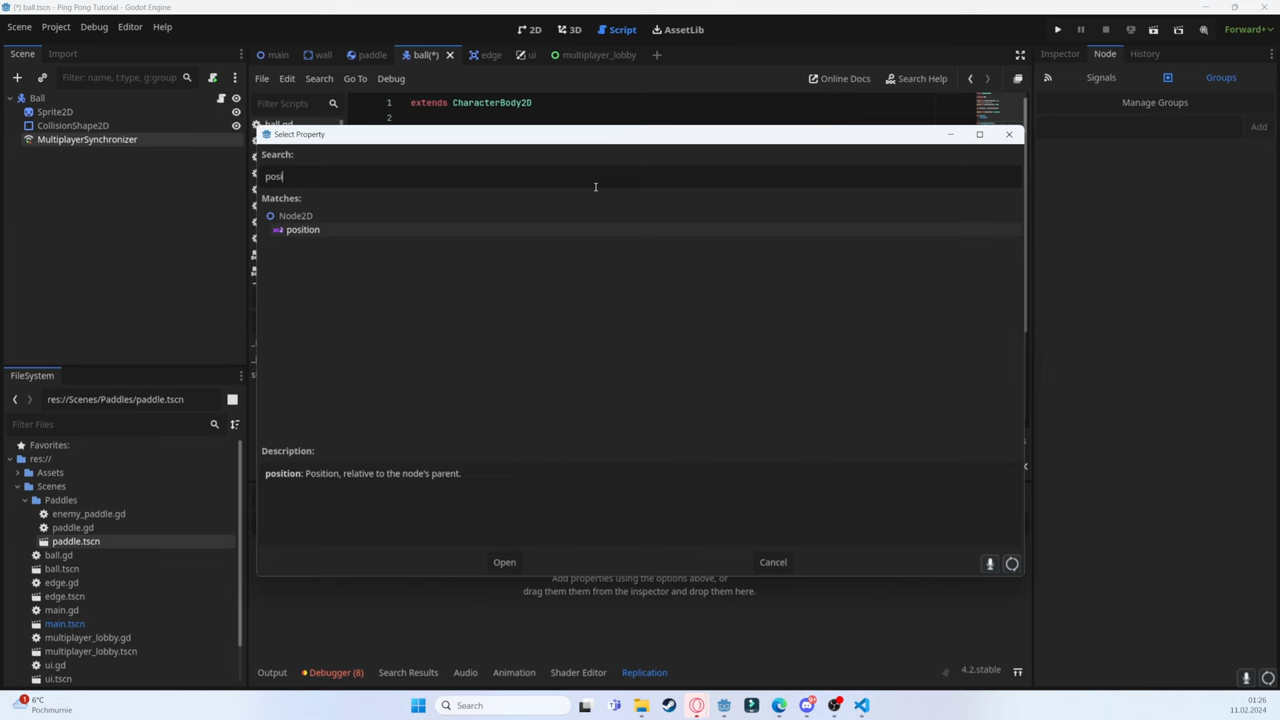 (*) ball.tscn - Ping Pong Tutorial - Godot Engine
Scene Project Debug Editor Help
2D 3D Script AssetLib
Forward+
Scene Import
main wall paddle ball(*) edge ui multiplayer_lobby
Inspector Node History
Filter: name, t:type, g:group
File Edit Search Go To Debug
Online Docs Search Help
Signals Groups
Ball
Sprite2D
CollisionShape2D
MultiplayerSynchronizer
Filter Scripts
1 extends CharacterBody2D
2
Manage Groups
Add
Select Property
Search:
posi
Matches:
Node2D
position
Description:
position: Position, relative to the node's parent.
Open Cancel
FileSystem
res://Scenes/Paddles/paddle.tscn
Filter Files
Favorites:
res://
Assets
Scenes
Paddles
enemy_paddle.gd
paddle.gd
paddle.tscn
ball.gd
ball.tscn
edge.gd
edge.tscn
main.gd
main.tscn
multiplayer_lobby.gd
multiplayer_lobby.tscn
ui.gd
ui.tscn
Add properties using the options above, or
drag them them from the inspector and drop them here.
Output Debugger (8) Search Results Audio Animation Shader Editor Replication
4.2.stable
1
6°C
Pochmurnie
Search
01:26
11.02.2024